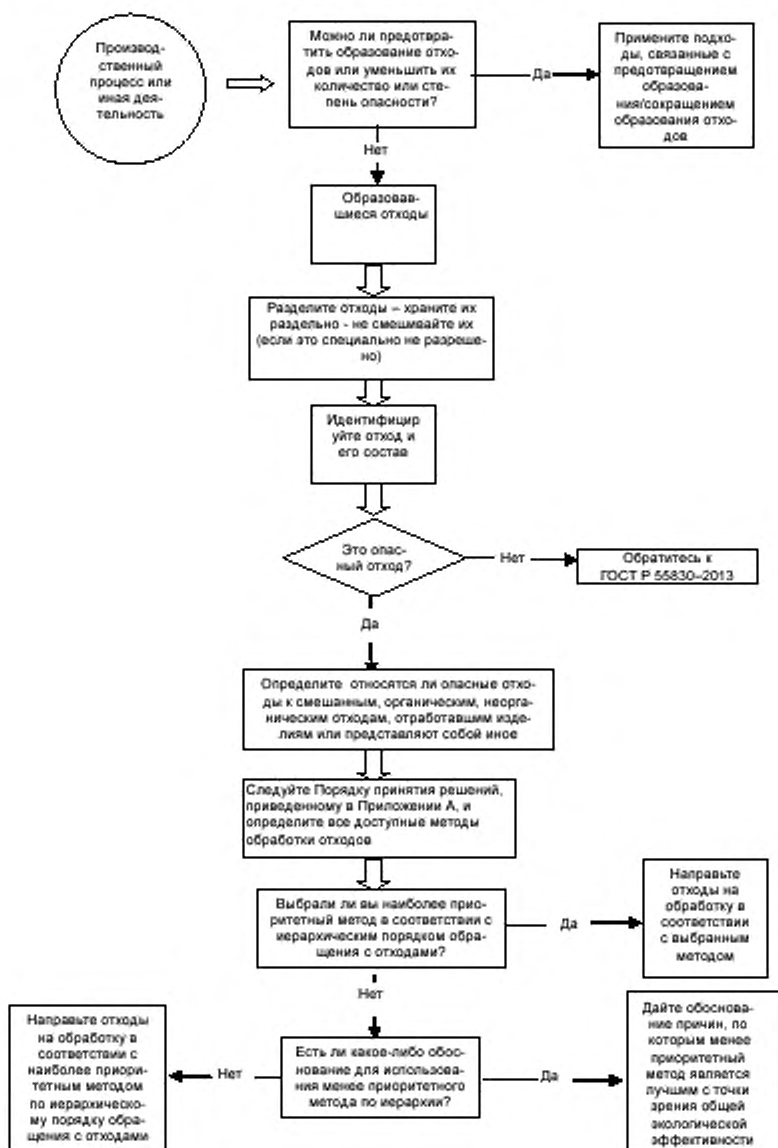 Производ-
ственный
процесс или
иная дея-
тельность
Можно ли предотвра-
тить образование отхо-
дов или уменьшить их
количество или сте-
пень опасности?
Да
Примените подхо-
ды, связанные с
предотвращением
образова-
ния/сокращением
образования отхо-
дов
Нет
Образовав-
шиеся отходы
Разделите отходы – храните их
раздельно - не смешивайте их
(если это специально не разреше-
но)
Идентифицир
уйте отход и
его состав
Это опас-
ный отход?
Нет
Обратитесь к
ГОСТ Р 55830–2013
Да
Определите относятся ли опасные отхо-
ды к смешанным, органическим, неорга-
ническим отходам, отработавшим изде-
лиям или представляют собой иное
Следуйте Порядку принятия решений,
приведенному в Приложении А, и
определите все доступные методы
обработки отходов
Выбрали ли вы наиболее прио-
ритетный метод в соответствии с
иерархическим порядком обра-
щения с отходами?
Да
Направьте
отходы на
обработку в
соответствии
с выбранным
методом
Нет
Направьте отходы
на обработку в
соответствии с
наиболее приори-
тетным методом
по иерархическо-
му порядку обра-
щения с отходами
Нет
Есть ли какое-либо обос-
нование для использова-
ния менее приоритетного
метода по иерархии?
Да
Дайте обоснова-
ние причин, по
которым менее
приоритетный
метод является
лучшим с точки
зрения общей
экологической
эффективности